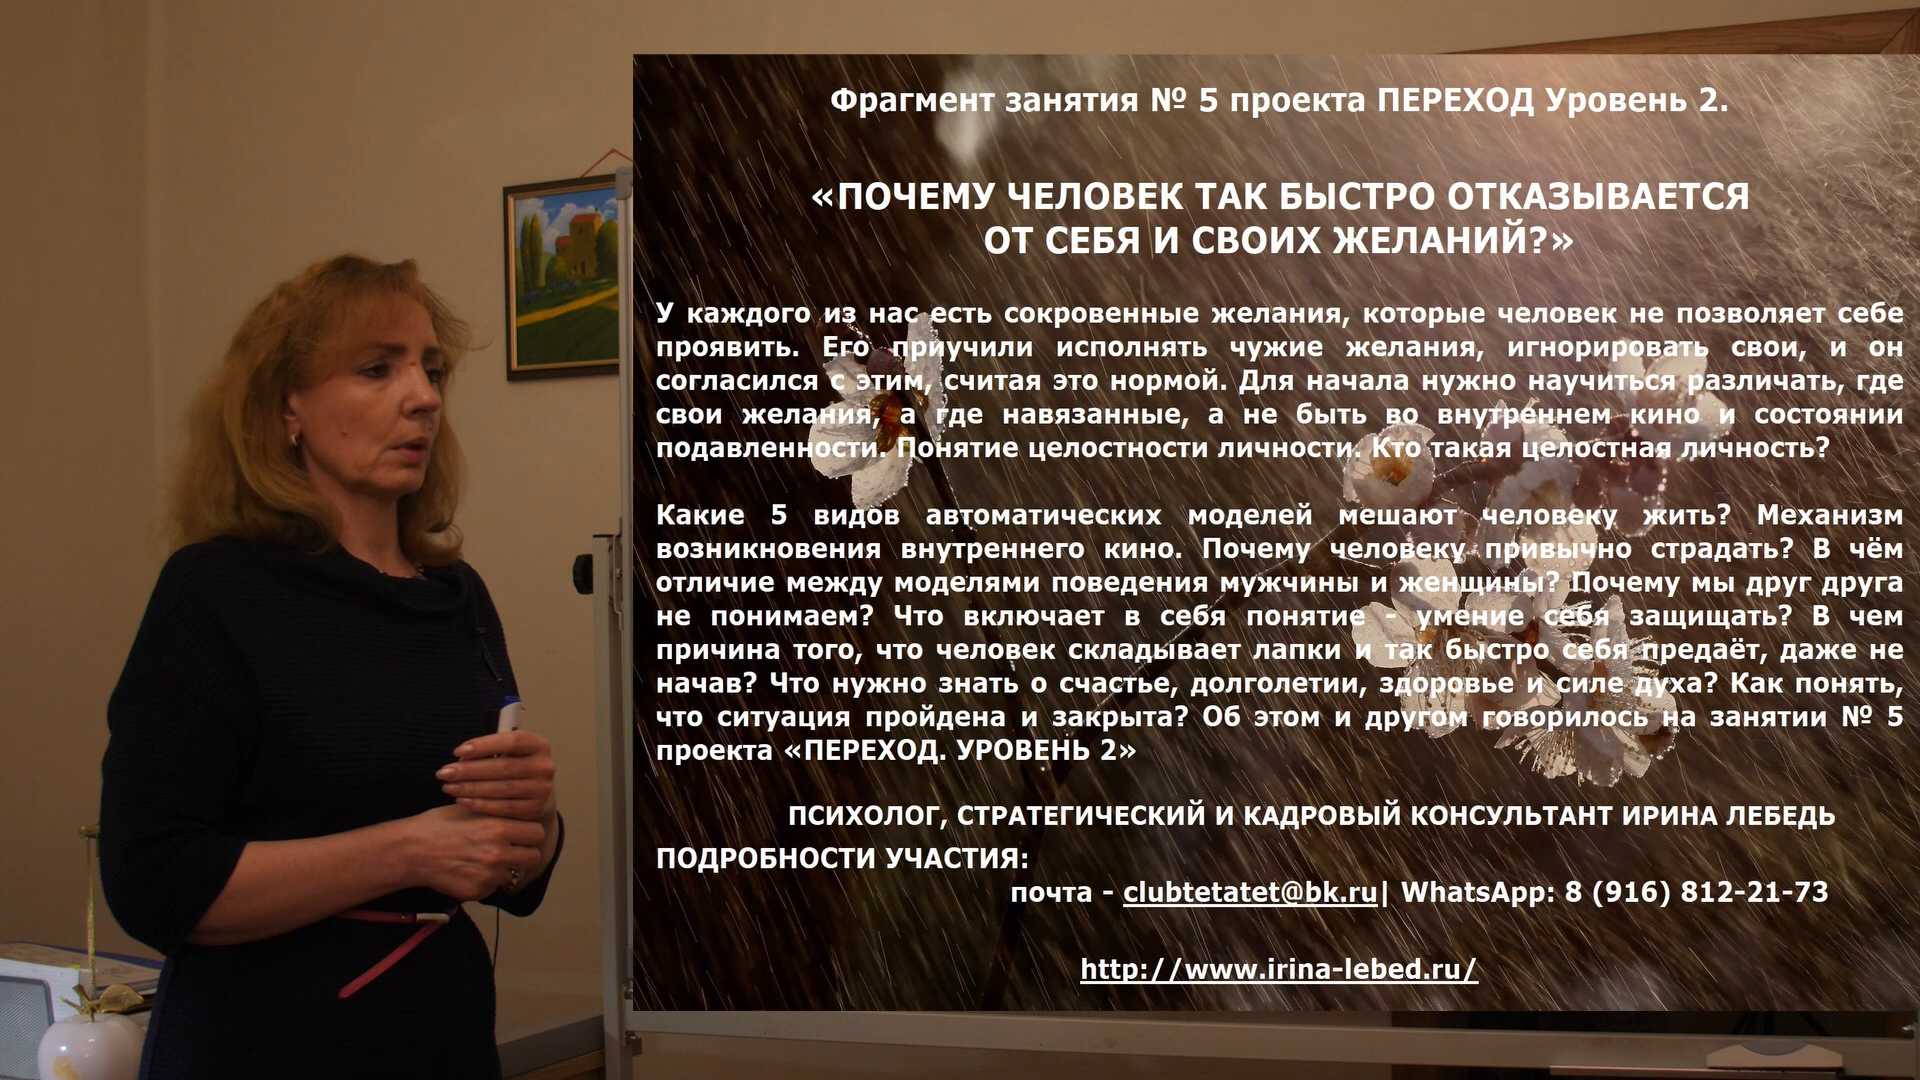 Фрагмент занятия № 5 проекта ПЕРЕХОД Уровень 2.
«ПОЧЕМУ ЧЕЛОВЕК ТАК БЫСТРО ОТКАЗЫВАЕТСЯ
ОТ СЕБЯ И СВОИХ ЖЕЛАНИЙ?»
У каждого из нас есть сокровенные желания, которые человек не позволяет себе
проявить. Его приучили исполнять чужие желания, игнорировать свои, и он
согласился с этим, считая это нормой. Для начала нужно научиться различать, где
свои желания, а где навязанные, а не быть во внутреннем кино и состоянии
подавленности. Понятие целостности личности. Кто такая целостная личность?
Какие 5 видов автоматических моделей мешают человеку жить? Механизм
возникновения внутреннего кино. Почему человеку привычно страдать? В чём
отличие между моделями поведения мужчины и женщины? Почему мы друг друга
не понимаем? Что включает в себя понятие - умение себя защищать? В чем
причина того, что человек складывает лапки и так быстро себя предаёт, даже не
начав? Что нужно знать о счастье, долголетии, здоровье и силе духа? Как понять,
что ситуация пройдена и закрыта? Об этом и другом говорилось на занятии № 5
проекта «ПЕРЕХОД. УРОВЕНЬ 2»
ПСИХОЛОГ, СТРАТЕГИЧЕСКИЙ И КАДРОВЫЙ КОНСУЛЬТАНТ ИРИНА ЛЕБЕДЬ
ПОДРОБНОСТИ УЧАСТИЯ:
почта - clubtetatet@bk.ru| WhatsApp: 8 (916) 812-21-73
http://www.irina-lebed.ru/